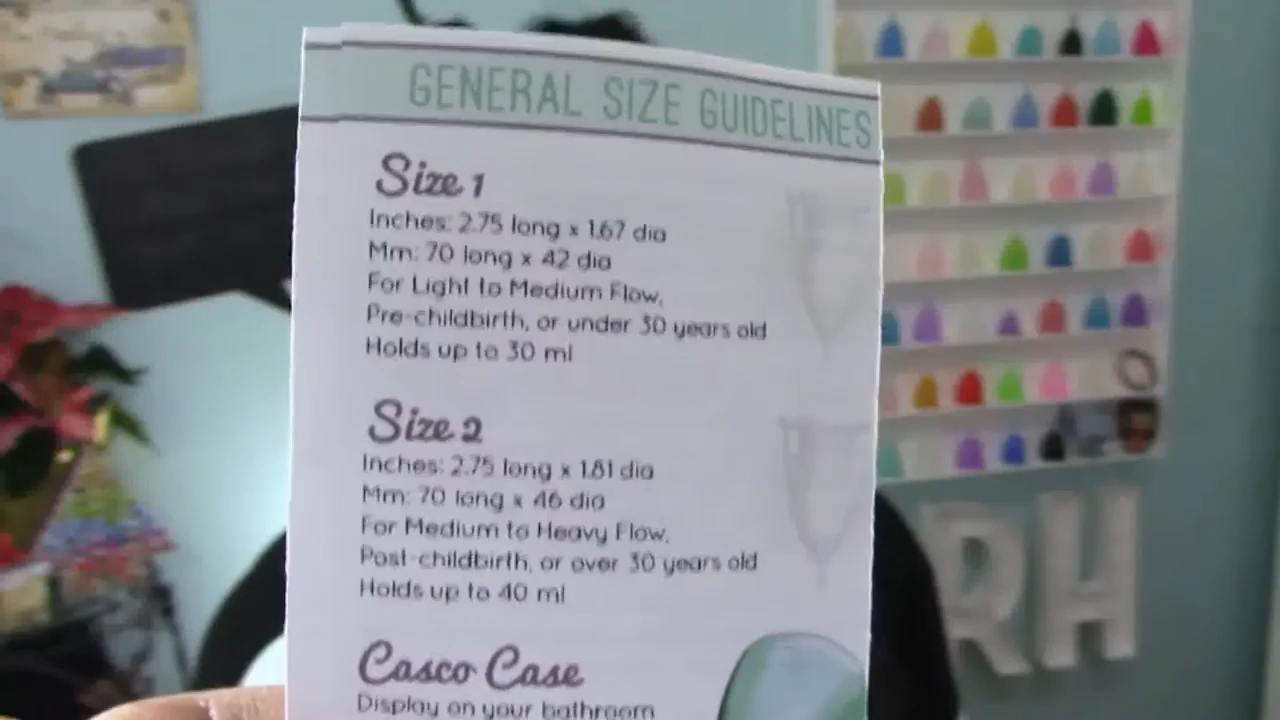 GENERAL SIZE GUIDELINES
Size 1
Inches: 2.75 long x 1.67 dia
Mm: 70 long x 42 dia
For Light to Medium Flow,
Pre-childbirth, or under 30 years old
Holds up to 30 ml
Size 2
Inches: 2.75 long x 1.81 dia
Mm: 70 long x 46 dia
For Medium to Heavy Flow,
Post-childbirth, or over 30 years old
Holds up to 40 ml
Casco Case
Display on your bathroom
RH